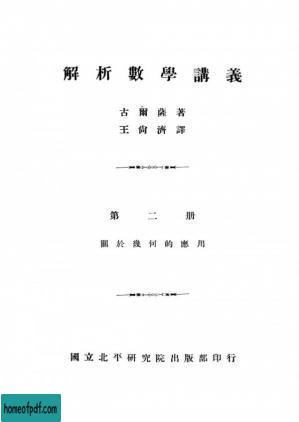 解析數學講義
古爾薩著
王尙濟譯
第二册
關於幾何的應用
國立北平研究院出版部印行
homeofpdf.com